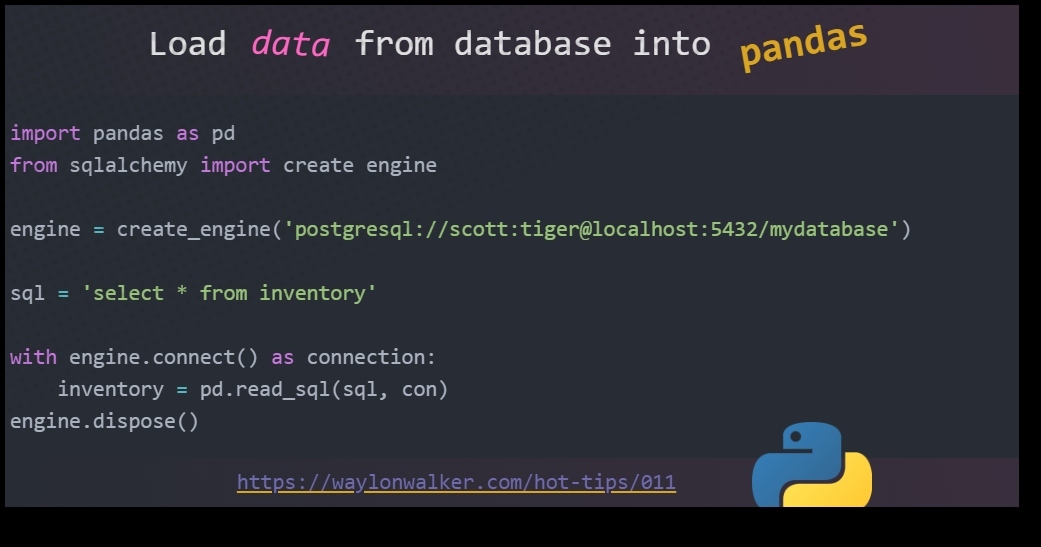 Load data from database into pandas
import pandas as pd
from sqlalchemy import create engine
engine = create_engine('postgresql://scott:tiger@localhost:5432/mydatabase')
sql = 'select * from inventory'
with engine.connect() as connection:
    inventory = pd.read_sql(sql, con)
engine.dispose()
https://waylonwalker.com/hot-tips/011